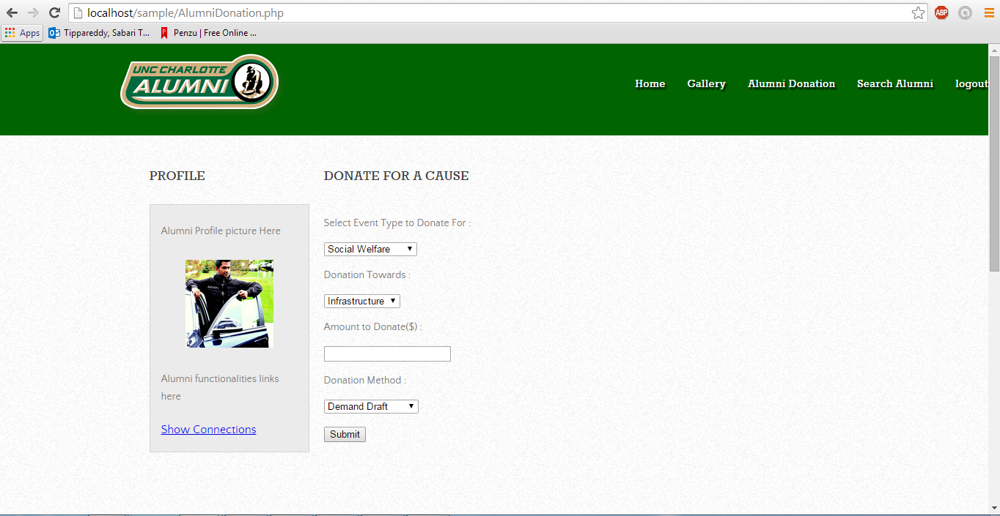 localhost/sample/AlumniDonation.php
ABP
Apps Tippareddy, Sabari T... Penzu | Free Online ...
UNC CHARLOTTE
ALUMNI
Home Gallery Alumni Donation Search Alumni logout
PROFILE
Alumni Profile picture Here
Alumni functionalities links
here
Show Connections
DONATE FOR A CAUSE
Select Event Type to Donate For :
Social Welfare
Donation Towards :
Infrastructure
Amount to Donate($) :
Donation Method :
Demand Draft
Submit